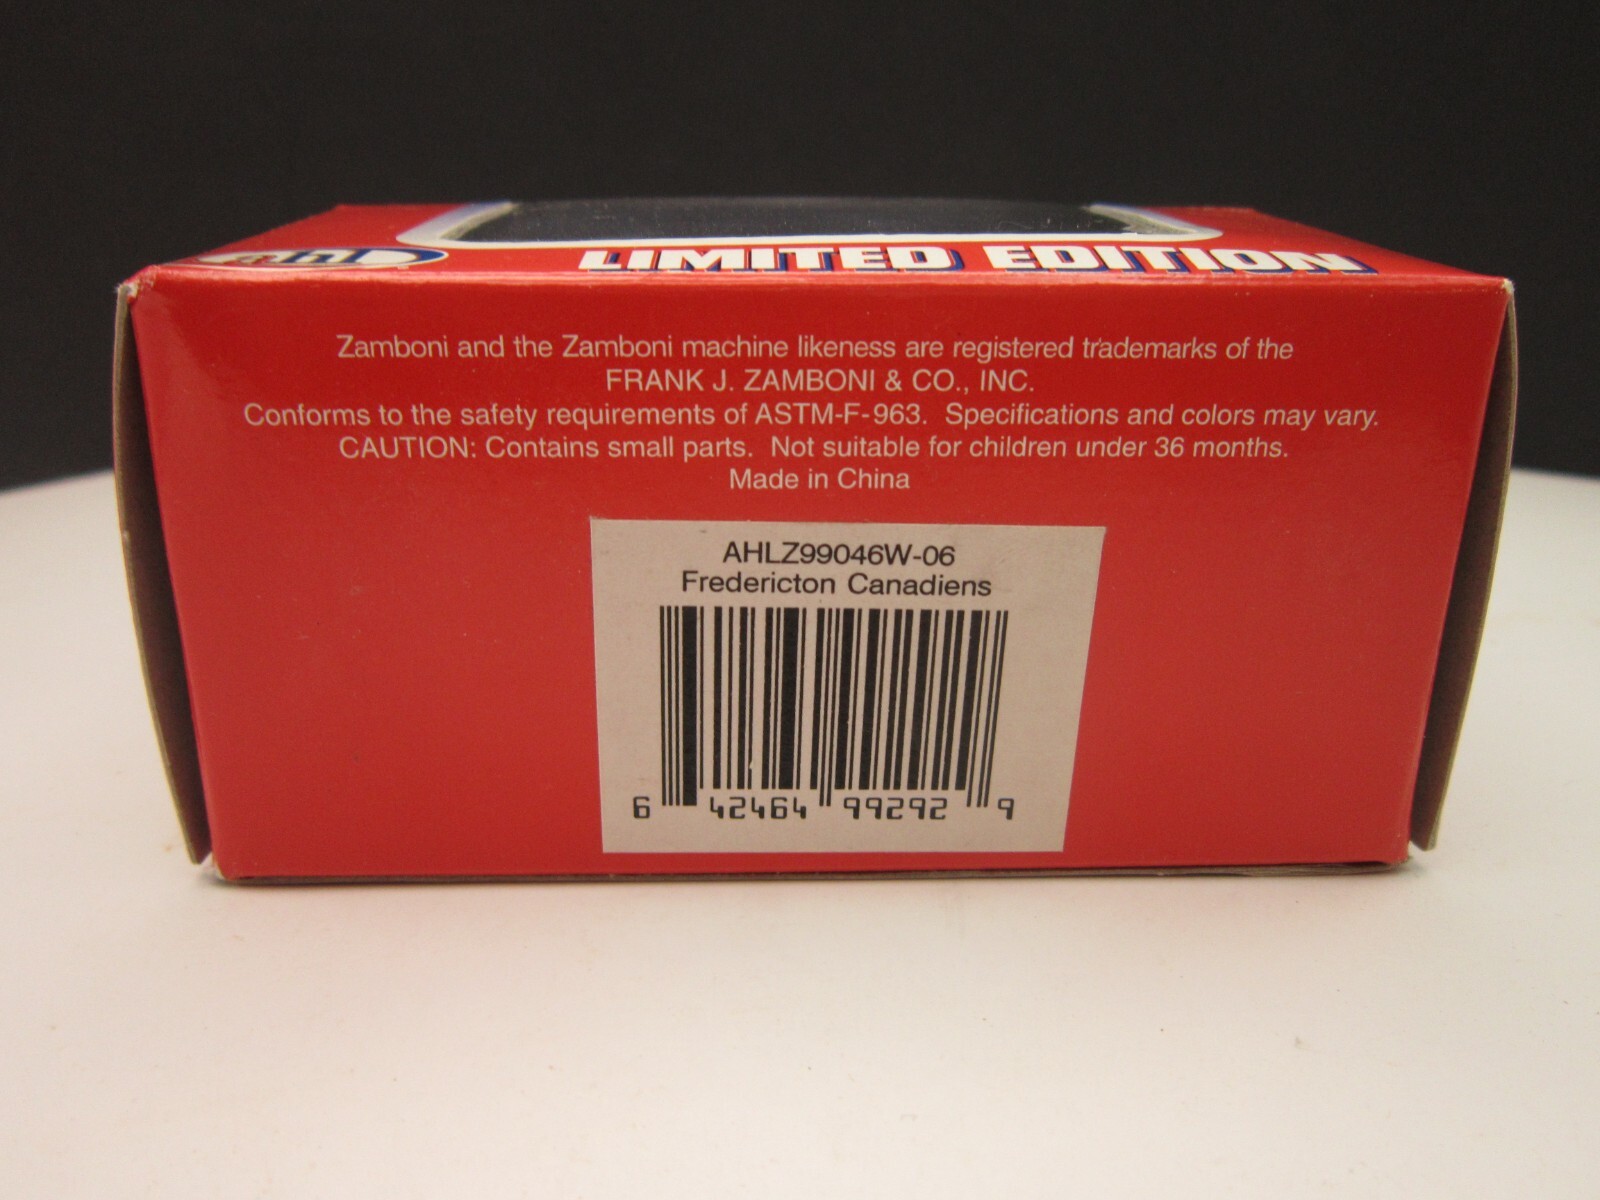 LIMITED EDITION
Zamboni and the Zamboni machine likeness are registered trademarks of the
FRANK J. ZAMBONI & CO., INC.
Conforms to the safety requirements of ASTM-F-963. Specifications and colors may vary.
CAUTION: Contains small parts. Not suitable for children under 36 months.
Made in China
AHLZ99046W-06
Fredericton Canadiens
6 42464 99292 9